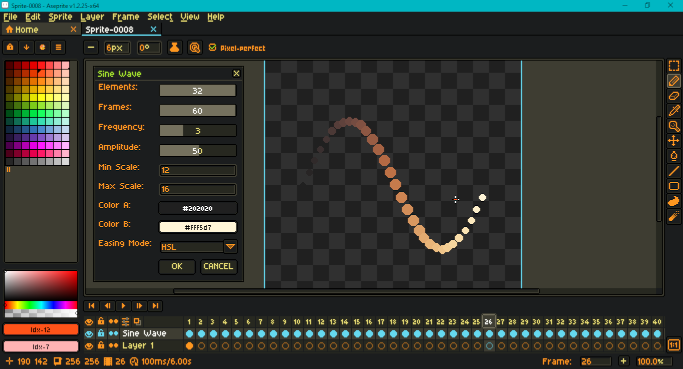 Aseprite v1.2.25-x64
File Edit Sprite Layer Frame Select View Help
Home Sprite-0008
6px 0° Pixel-perfect
Sine Wave
Elements: 32
Frames: 60
Frequency: 3
Amplitude: 50
Min Scale: 12
Max Scale: 16
Color A: #202020
Color B: #FFF5d7
Easing Mode: HSL
OK CANCEL
1 2 3 4 5 6 7 8 9 10 11 12 13 14 15 16 17 18 19 20 21 22 23 24 25 26 27 28 29 30 31 32 33 34 35 36 37 38 39 40
Sine Wave
Idx-12
Layer 1
Idx-7
1:1
190 142 256 256 26 100ms/6.00s Frame: 26 + 100.0%